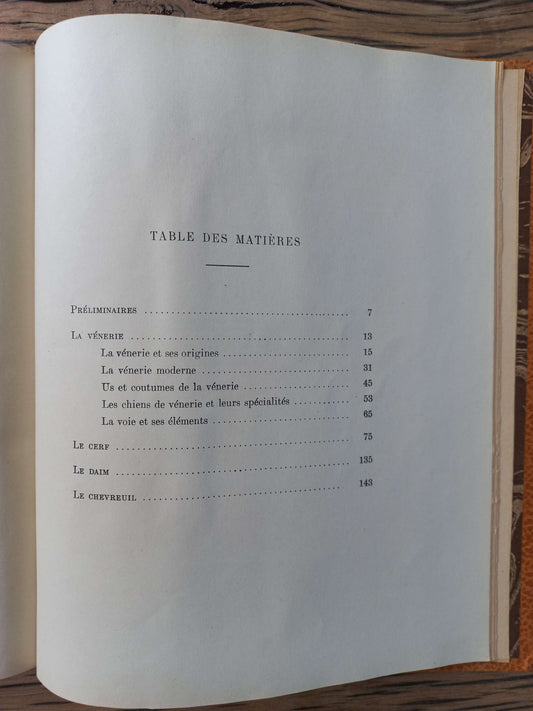 TABLE DES MATIÈRES
PRÉLIMINAIRES 7
LA VÉNERIE 13
La vénerie et ses origines 15
La vénerie moderne 31
Us et coutumes de la vénerie 45
Les chiens de vénerie et leurs spécialités 53
La voie et ses éléments 65
LE CERF 75
LE DAIM 135
LE CHEVREUIL 143